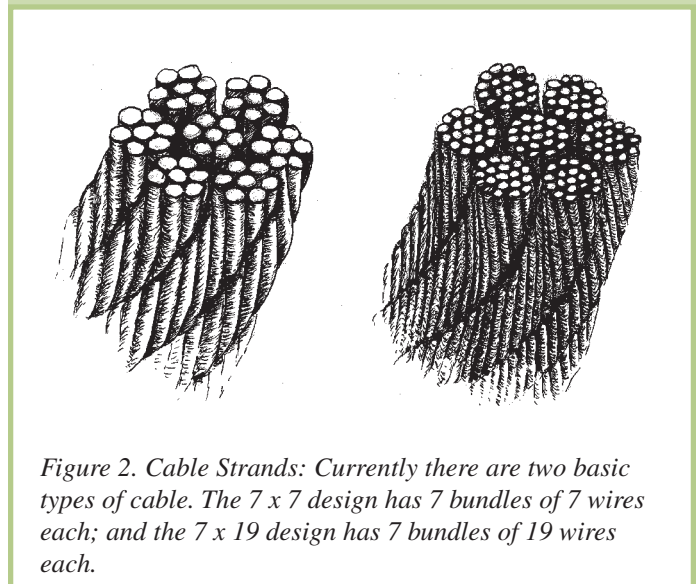 Figure 2. Cable Strands: Currently there are two basic
types of cable. The 7 x 7 design has 7 bundles of 7 wires
each; and the 7 x 19 design has 7 bundles of 19 wires
each.